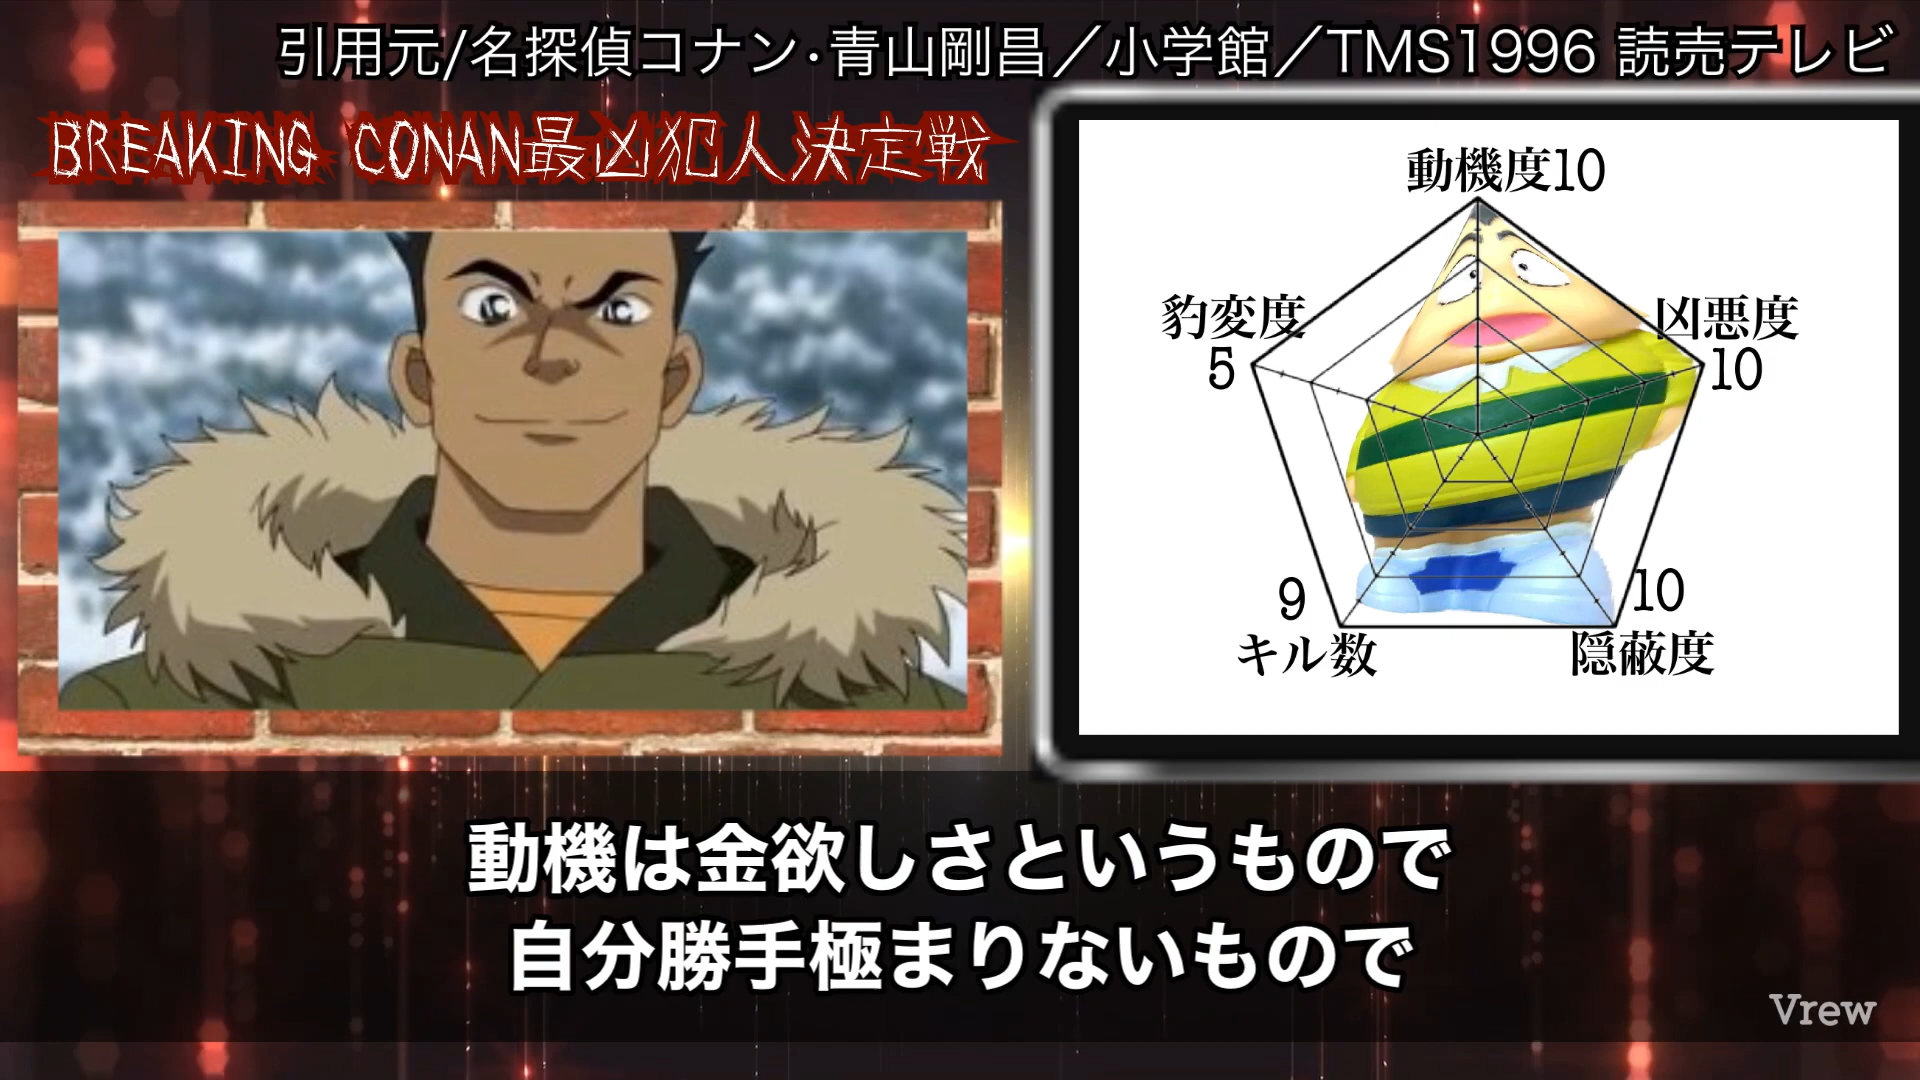 引用元/名探偵コナン・青山剛昌／小学館／TMS1996 読売テレビ
BREAKING CONAN最凶犯人決定戦
動機度10
豹変度
5
凶悪度
10
9
キル数
10
隠蔽度
動機は金欲しさというもので
自分勝手極まりないもので
Vrew